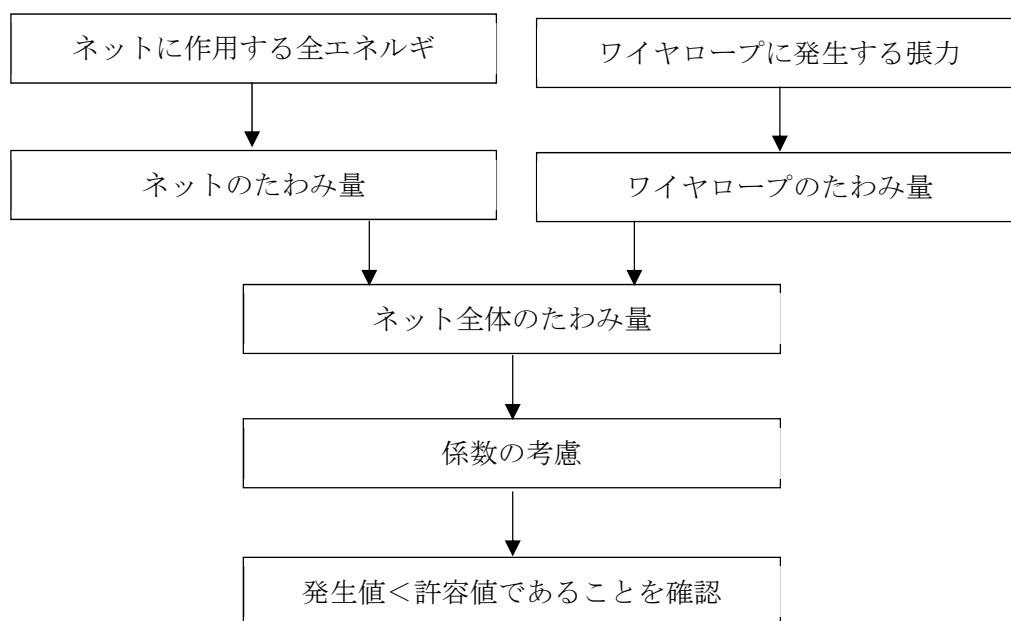 ネットに作用する全エネルギ
ワイヤロープに発生する張力
ネットのたわみ量
ワイヤロープのたわみ量
ネット全体のたわみ量
係数の考慮
発生値＜許容値であることを確認